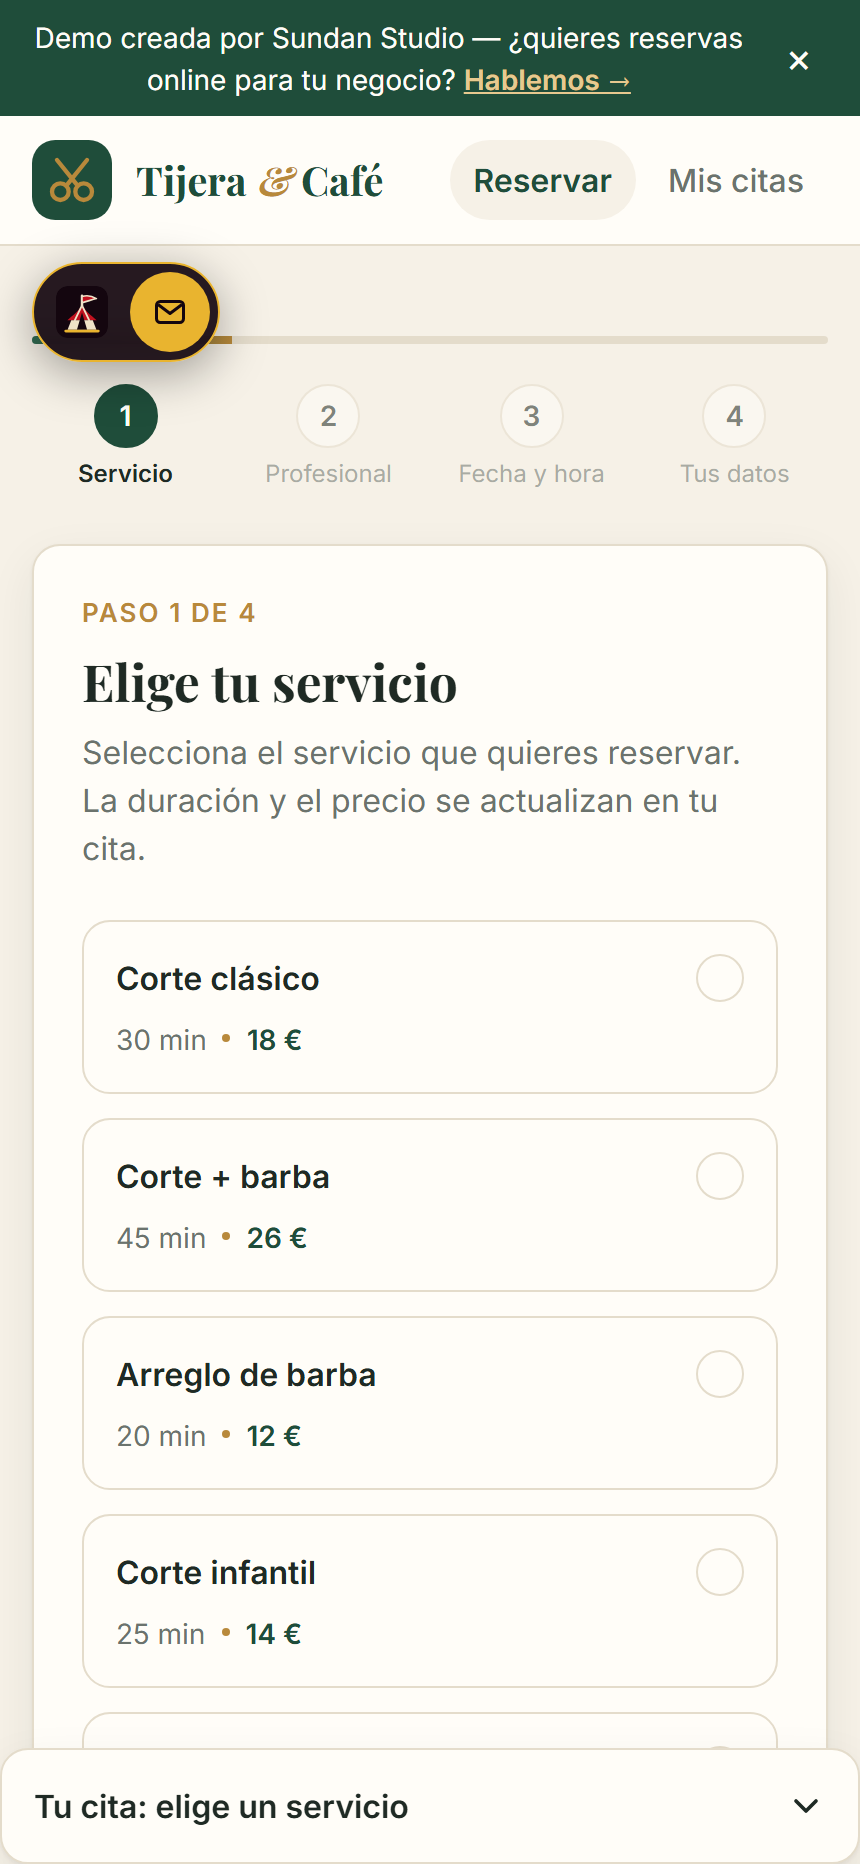 Demo creada por Sundan Studio — ¿quieres reservas
online para tu negocio? Hablemos →
Tijera & Café
Reservar
Mis citas
1
2
3
4
Servicio
Profesional
Fecha y hora
Tus datos
PASO 1 DE 4
Elige tu servicio
Selecciona el servicio que quieres reservar.
La duración y el precio se actualizan en tu
cita.
Corte clásico
30 min • 18 €
Corte + barba
45 min • 26 €
Arreglo de barba
20 min • 12 €
Corte infantil
25 min • 14 €
Tu cita: elige un servicio